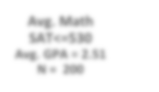 Avg. Math
SAT<=530
Avg. GPA = 2.51
N = 200